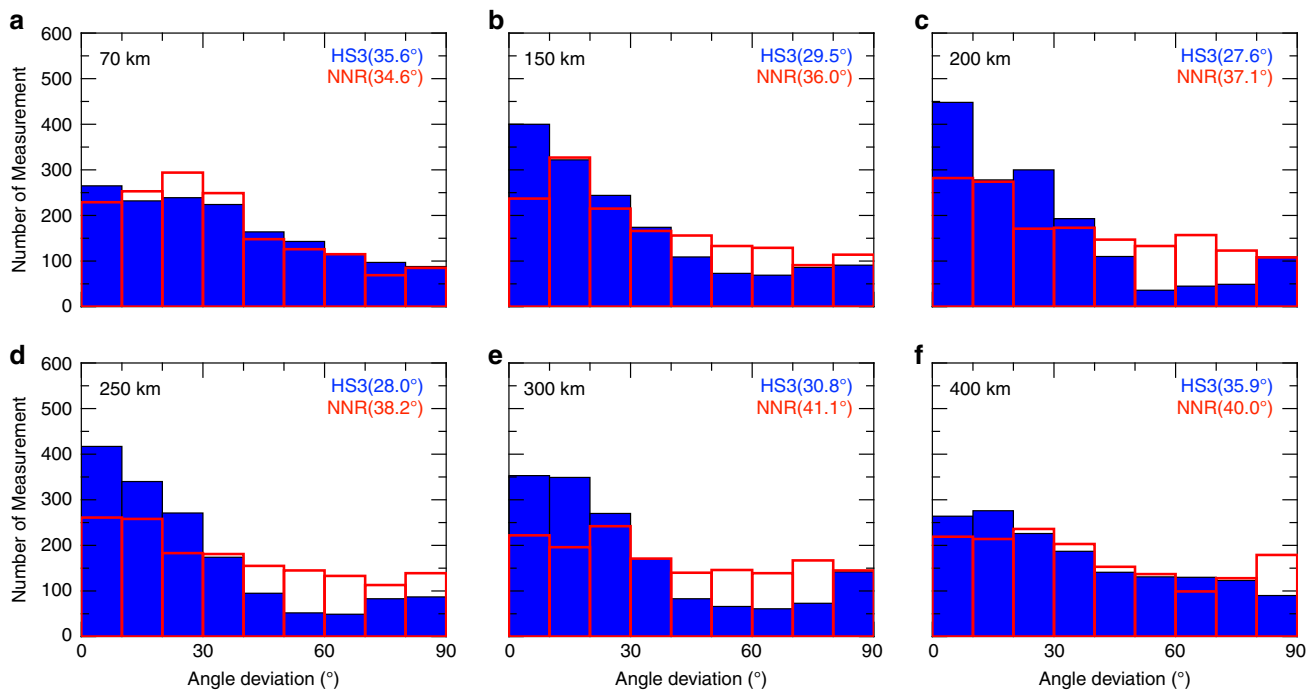 a
b
c
600
500
400
300
200
100
0
Number of Measurement
70 km
HS3(35.6°)
NNR(34.6°)
150 km
HS3(29.5°)
NNR(36.0°)
200 km
HS3(27.6°)
NNR(37.1°)
d
e
f
600
500
400
300
200
100
0
Number of Measurement
250 km
HS3(28.0°)
NNR(38.2°)
300 km
HS3(30.8°)
NNR(41.1°)
400 km
HS3(35.9°)
NNR(40.0°)
0 30 60 90
0 30 60 90
0 30 60 90
Angle deviation (°)
Angle deviation (°)
Angle deviation (°)